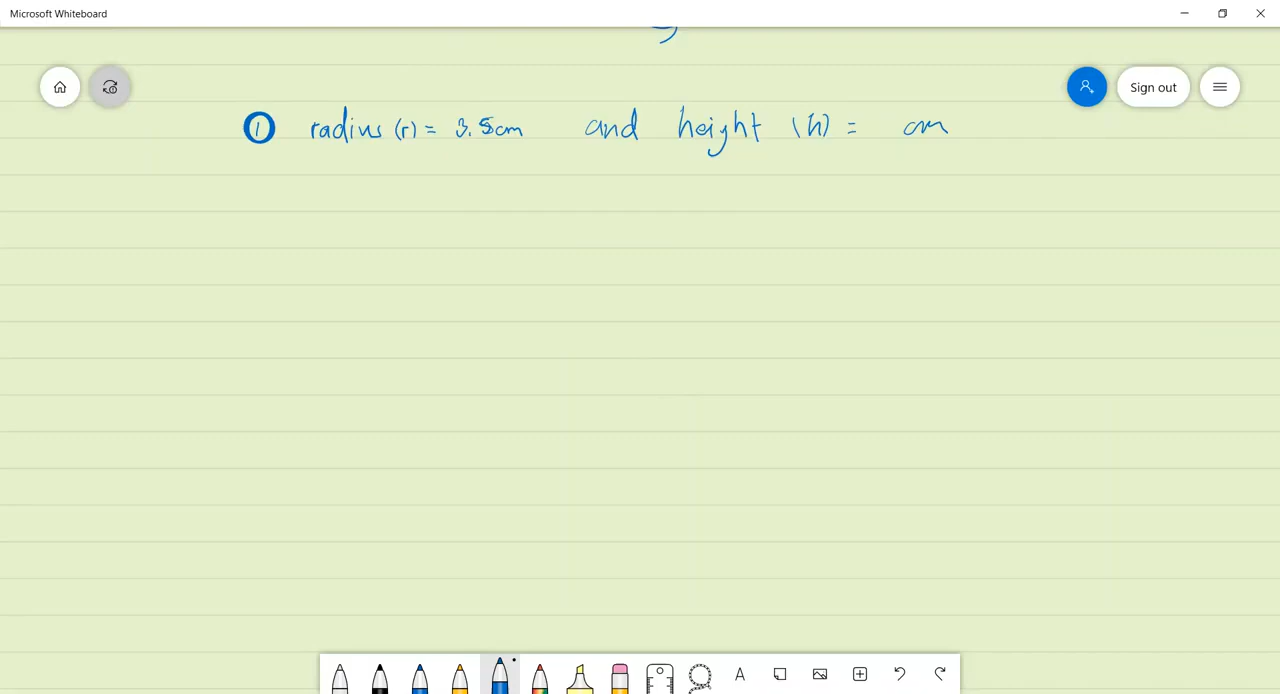 Microsoft Whiteboard
Sign out
① radius (r) = 3.5cm and height (h) = cm